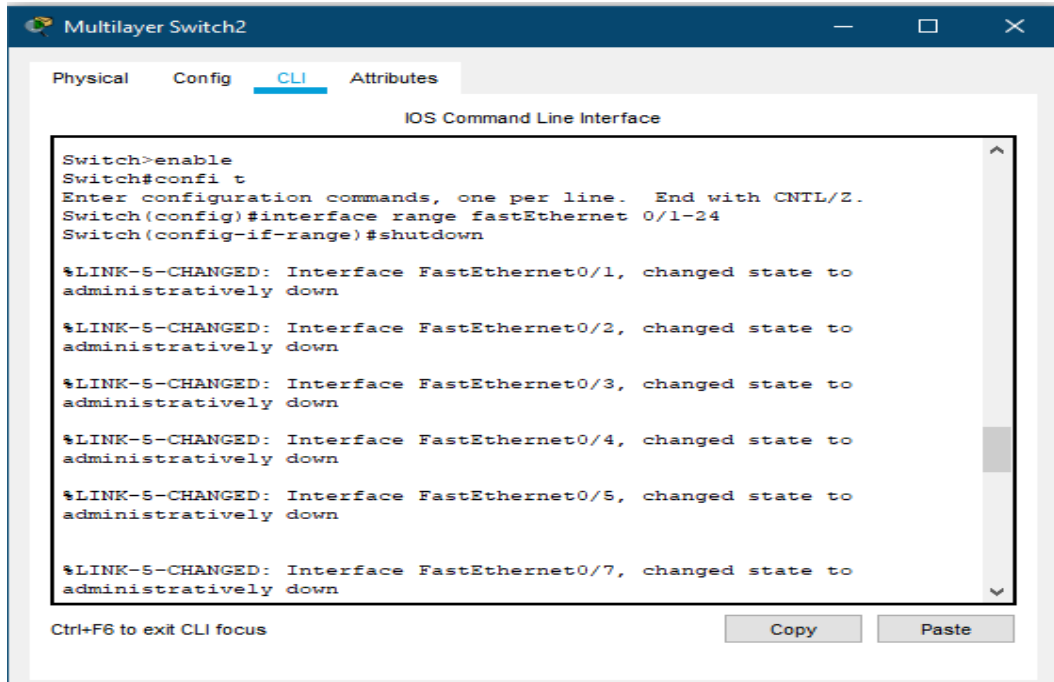 Multilayer Switch2
Physical Config CLI Attributes
IOS Command Line Interface
Switch>enable
Switch#confi t
Enter configuration commands, one per line.  End with CNTL/Z.
Switch(config)#interface range fastEthernet 0/1-24
Switch(config-if-range)#shutdown
%LINK-5-CHANGED: Interface FastEthernet0/1, changed state to
administratively down
%LINK-5-CHANGED: Interface FastEthernet0/2, changed state to
administratively down
%LINK-5-CHANGED: Interface FastEthernet0/3, changed state to
administratively down
%LINK-5-CHANGED: Interface FastEthernet0/4, changed state to
administratively down
%LINK-5-CHANGED: Interface FastEthernet0/5, changed state to
administratively down
%LINK-5-CHANGED: Interface FastEthernet0/7, changed state to
administratively down
Ctrl+F6 to exit CLI focus
Copy Paste